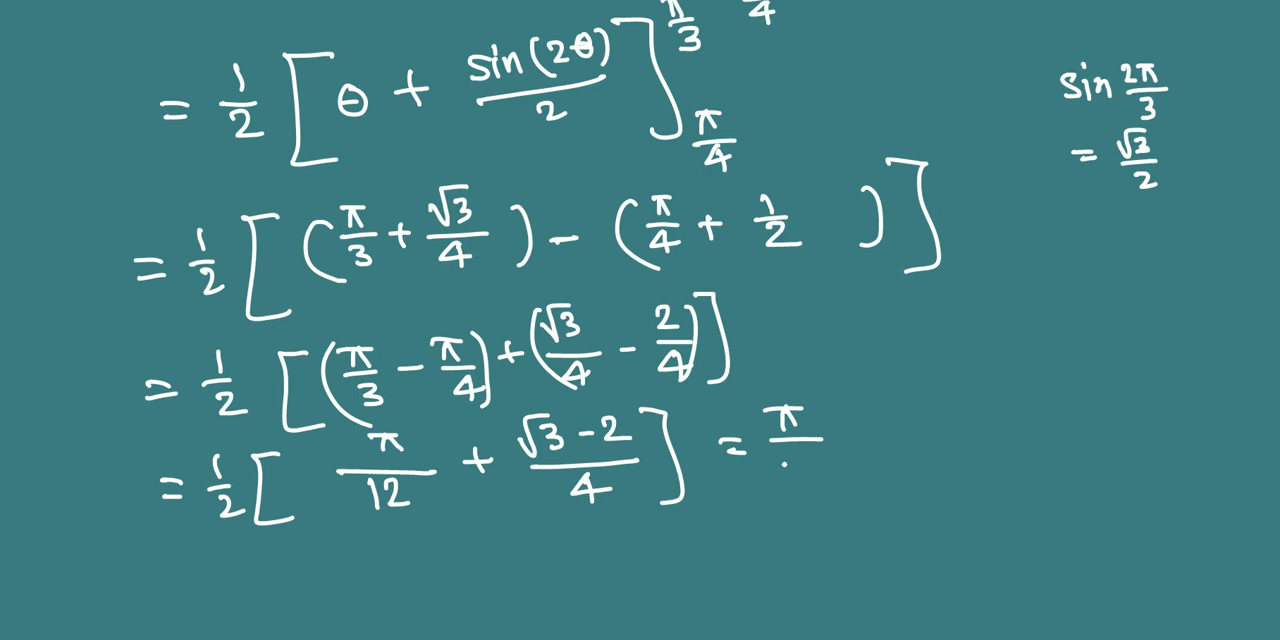 = 1/2 [ θ + sin(2θ)/2 ]_{π/4}^{π/3} 4
sin 2π/3
= √3/2
= 1/2 [ (π/3 + √3/4) - (π/4 + 1/2 ) ]
= 1/2 [ (π/3 - π/4) + (√3/4 - 2/4) ]
= 1/2 [ π/12 + √3-2/4 ] = π/